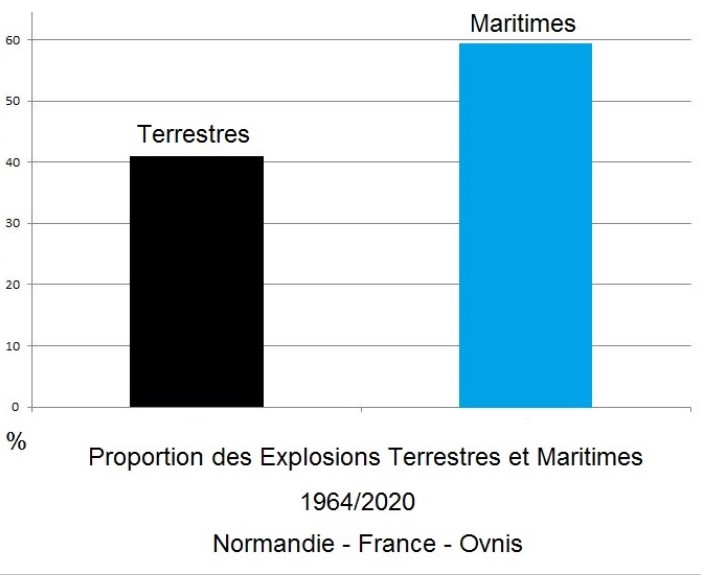 Maritimes
60
50
Terrestres
40
30
20
10
0
%
Proportion des Explosions Terrestres et Maritimes
1964/2020
Normandie - France - Ovnis